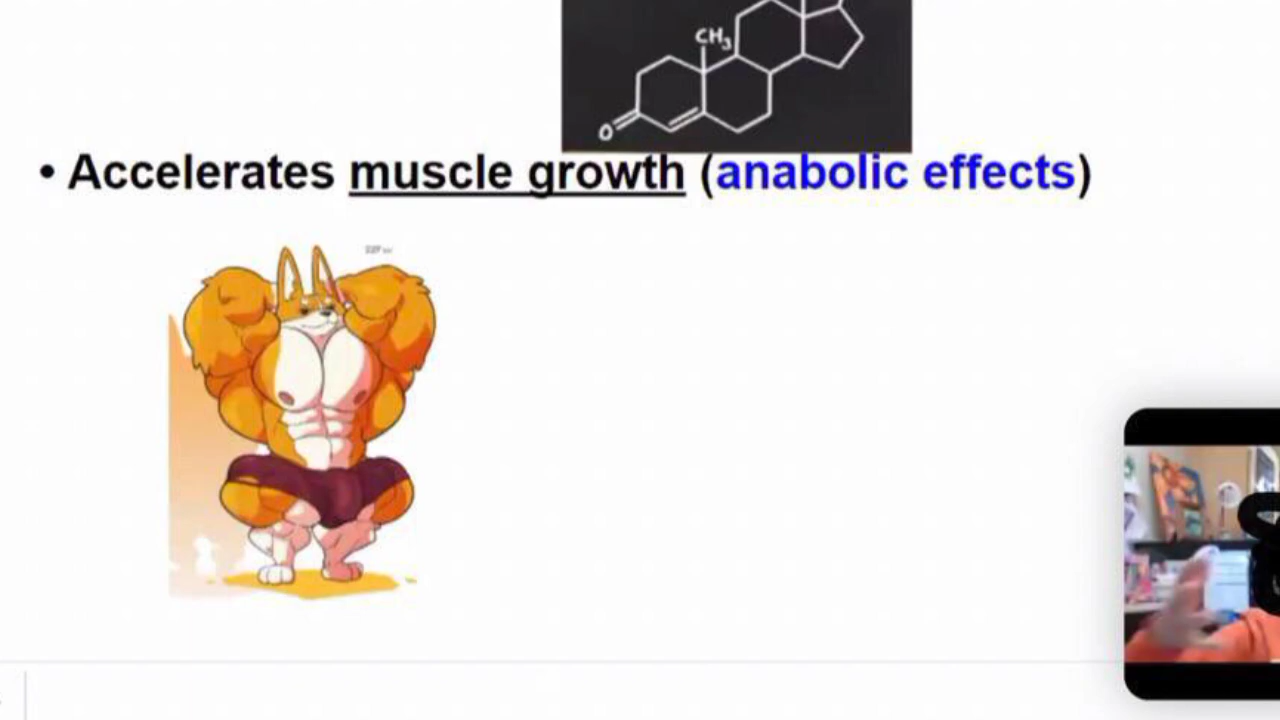 CH3
O
• Accelerates muscle growth (anabolic effects)